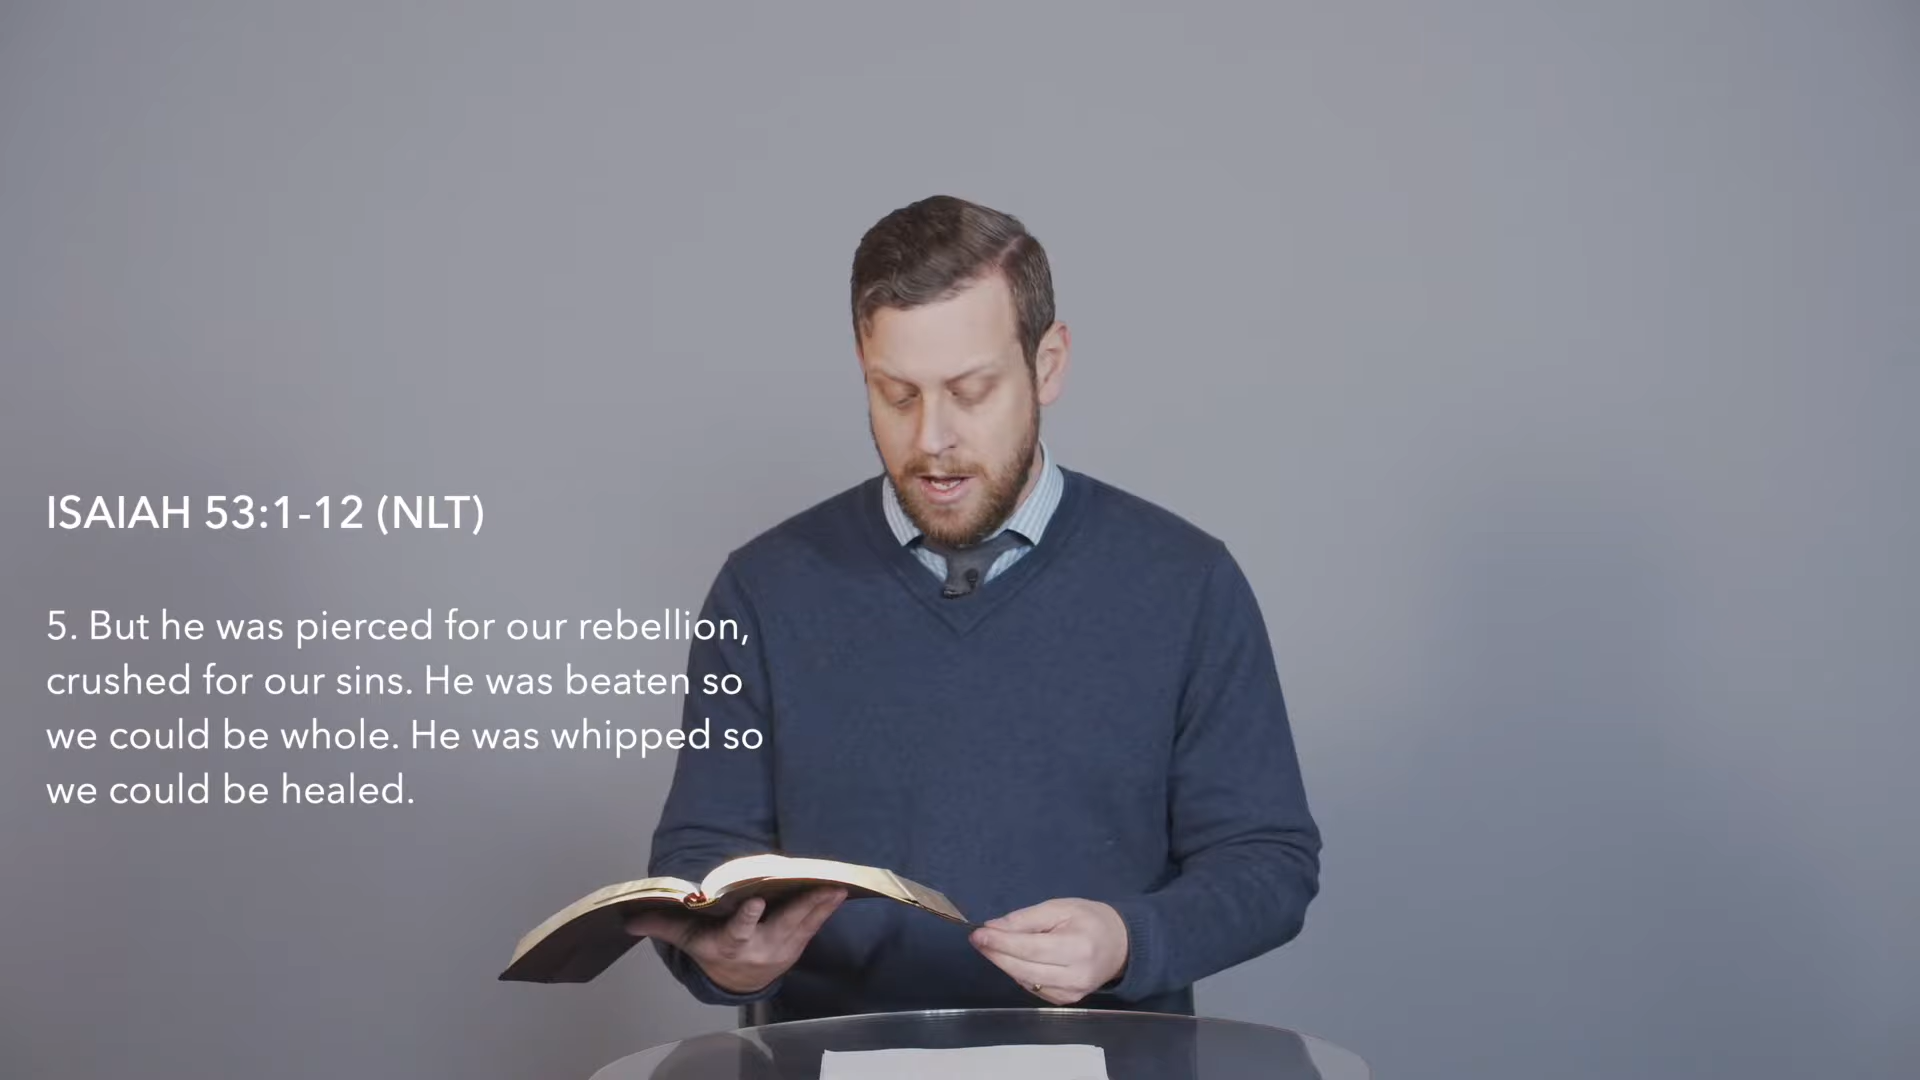 ISAIAH 53:1-12 (NLT)
5. But he was pierced for our rebellion,
crushed for our sins. He was beaten so
we could be whole. He was whipped so
we could be healed.